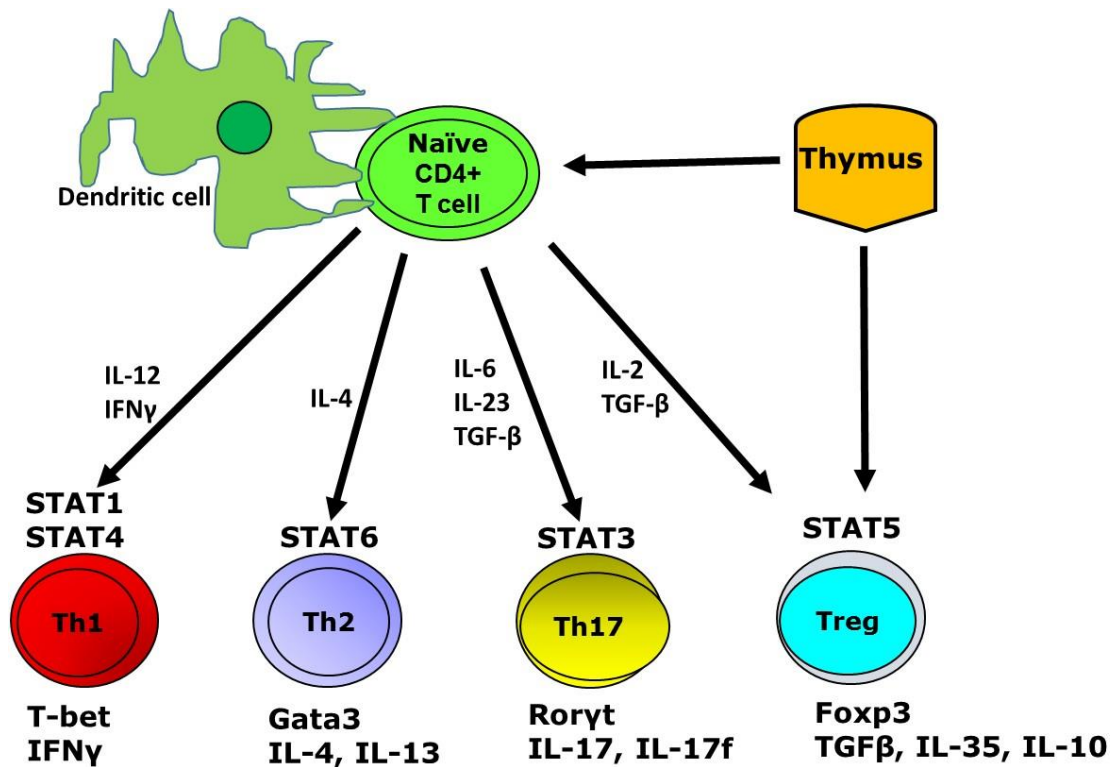 Naïve
CD4+
T cell
Thymus
Dendritic cell
IL-12
IFNγ
IL-4
IL-6
IL-23
TGF-β
IL-2
TGF-β
STAT1
STAT4
STAT6
STAT3
STAT5
Th1
Th2
Th17
Treg
T-bet
IFNγ
Gata3
IL-4, IL-13
Rorγt
IL-17, IL-17f
Foxp3
TGFβ, IL-35, IL-10